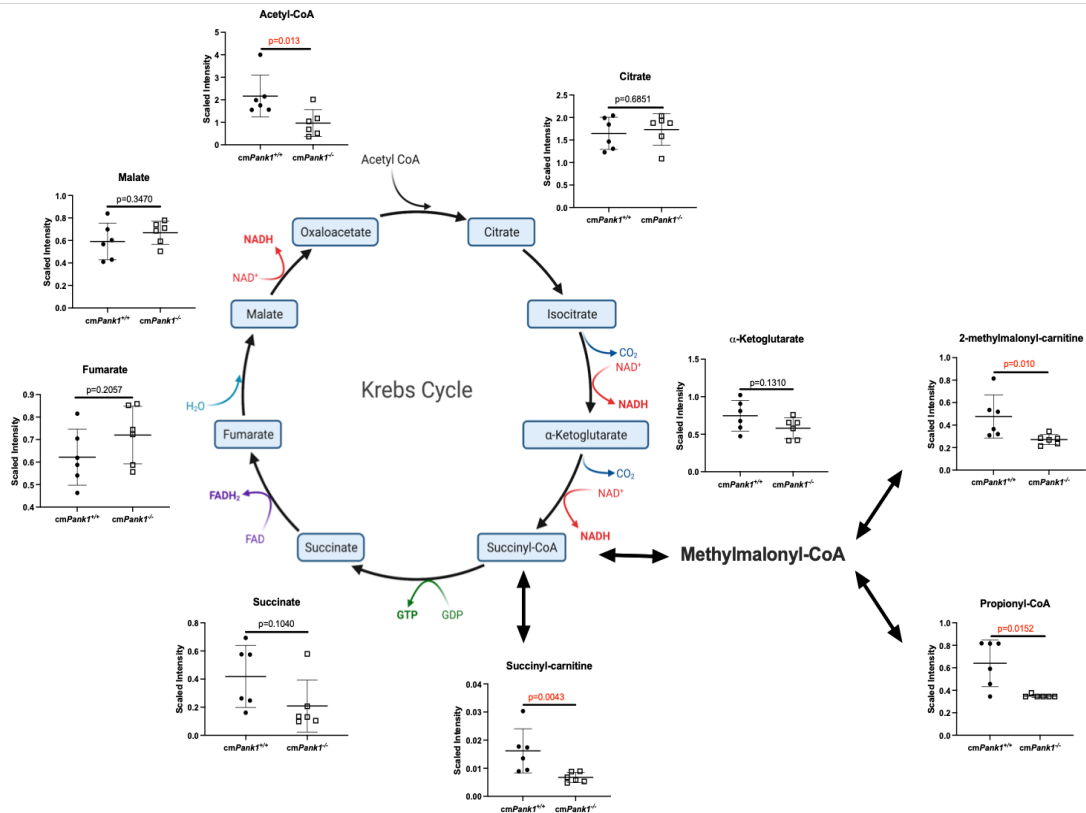 Acetyl-CoA
Scaled Intensity
5
4
3
2
1
0
p=0.013
cmPank1+/+
cmPank1-/-
Citrate
Scaled Intensity
2.5
2.0
1.5
1.0
0.5
0.0
p=0.6851
cmPank1+/+
cmPank1-/-
Malate
Scaled Intensity
1.0
0.8
0.6
0.4
0.2
0.0
p=0.3470
cmPank1+/+
cmPank1-/-
Acetyl CoA
Oxaloacetate
Citrate
NADH
NAD+
Malate
Isocitrate
CO₂
NAD+
NADH
Krebs Cycle
H₂O
Fumarate
α-Ketoglutarate
CO₂
NAD+
NADH
FADH₂
FAD
Succinate
Succinyl-CoA
GTP
GDP
Methylmalonyl-CoA
Fumarate
Scaled Intensity
0.9
0.8
0.7
0.6
0.5
0.4
p=0.2057
cmPank1+/+
cmPank1-/-
α-Ketoglutarate
Scaled Intensity
1.5
1.0
0.5
0.0
p=0.1310
cmPank1+/+
cmPank1-/-
2-methylmalonyl-carnitine
Scaled Intensity
1.0
0.8
0.6
0.4
0.2
0.0
p=0.010
cmPank1+/+
cmPank1-/-
Succinate
Scaled Intensity
0.8
0.6
0.4
0.2
0.0
p=0.1040
cmPank1+/+
cmPank1-/-
Succinyl-carnitine
Scaled Intensity
0.04
0.03
0.02
0.01
0.00
p=0.0043
cmPank1+/+
cmPank1-/-
Propionyl-CoA
Scaled Intensity
1.0
0.8
0.6
0.4
0.2
0.0
p=0.0152
cmPank1+/+
cmPank1-/-